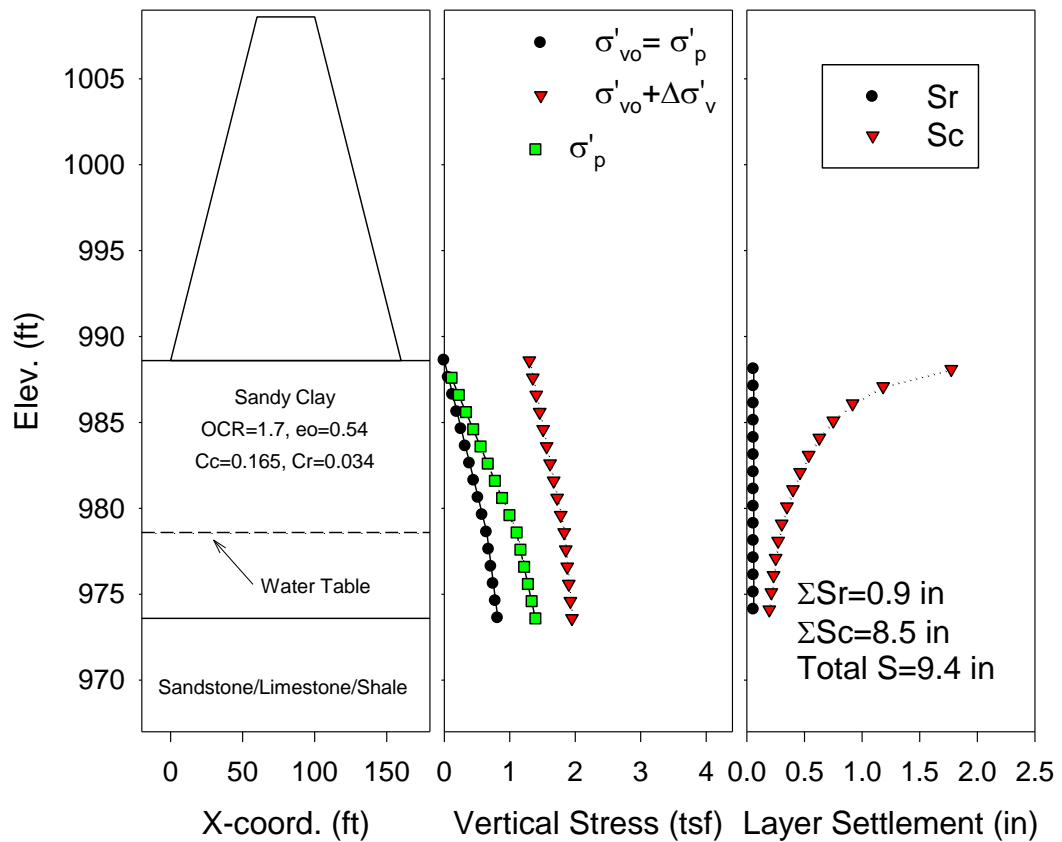 Elev. (ft)
1005
1000
995
990
985
980
975
970
Sandy Clay
OCR=1.7, eo=0.54
Cc=0.165, Cr=0.034
Water Table
Sandstone/Limestone/Shale
0 50 100 150
X-coord. (ft)
σ'vo= σ'p
σ'vo+Δσ'v
σ'p
0 1 2 3 4
Vertical Stress (tsf)
Sr
Sc
ΣSr=0.9 in
ΣSc=8.5 in
Total S=9.4 in
0.0 0.5 1.0 1.5 2.0 2.5
Layer Settlement (in)